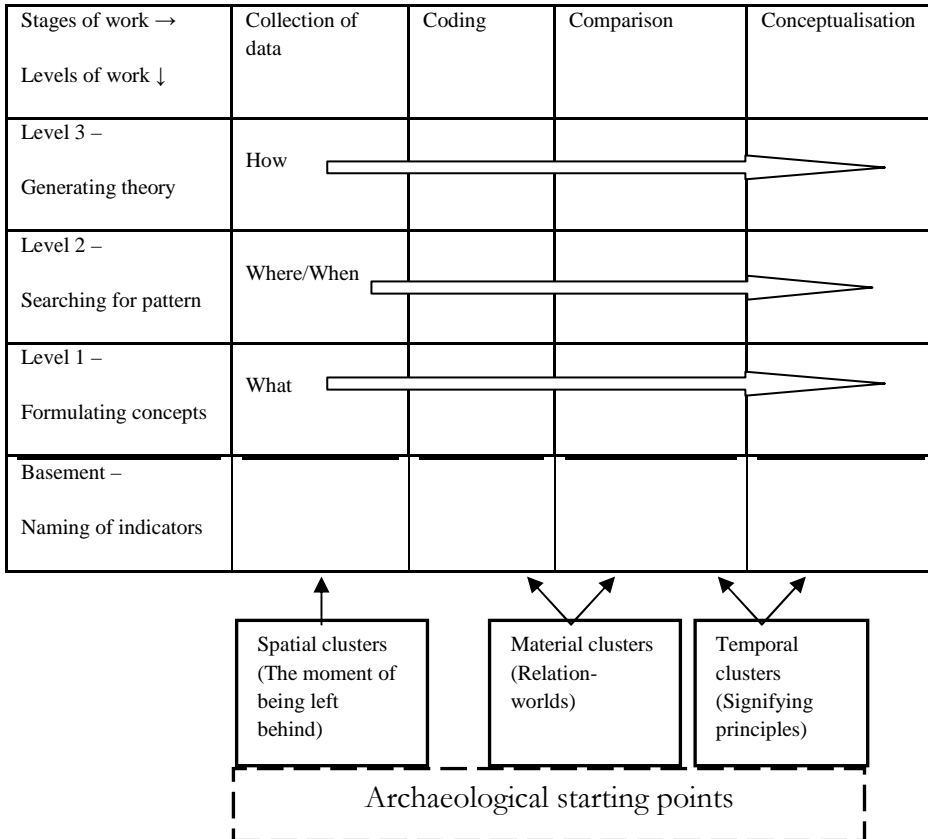 Stages of work →
Levels of work ↓
Collection of
data
Coding
Comparison
Conceptualisation
Level 3 –
Generating theory
How
Level 2 –
Searching for pattern
Where/When
Level 1 –
Formulating concepts
What
Basement –
Naming of indicators
Spatial clusters
(The moment of
being left
behind)
Material clusters
(Relation-
worlds)
Temporal
clusters
(Signifying
principles)
Archaeological starting points